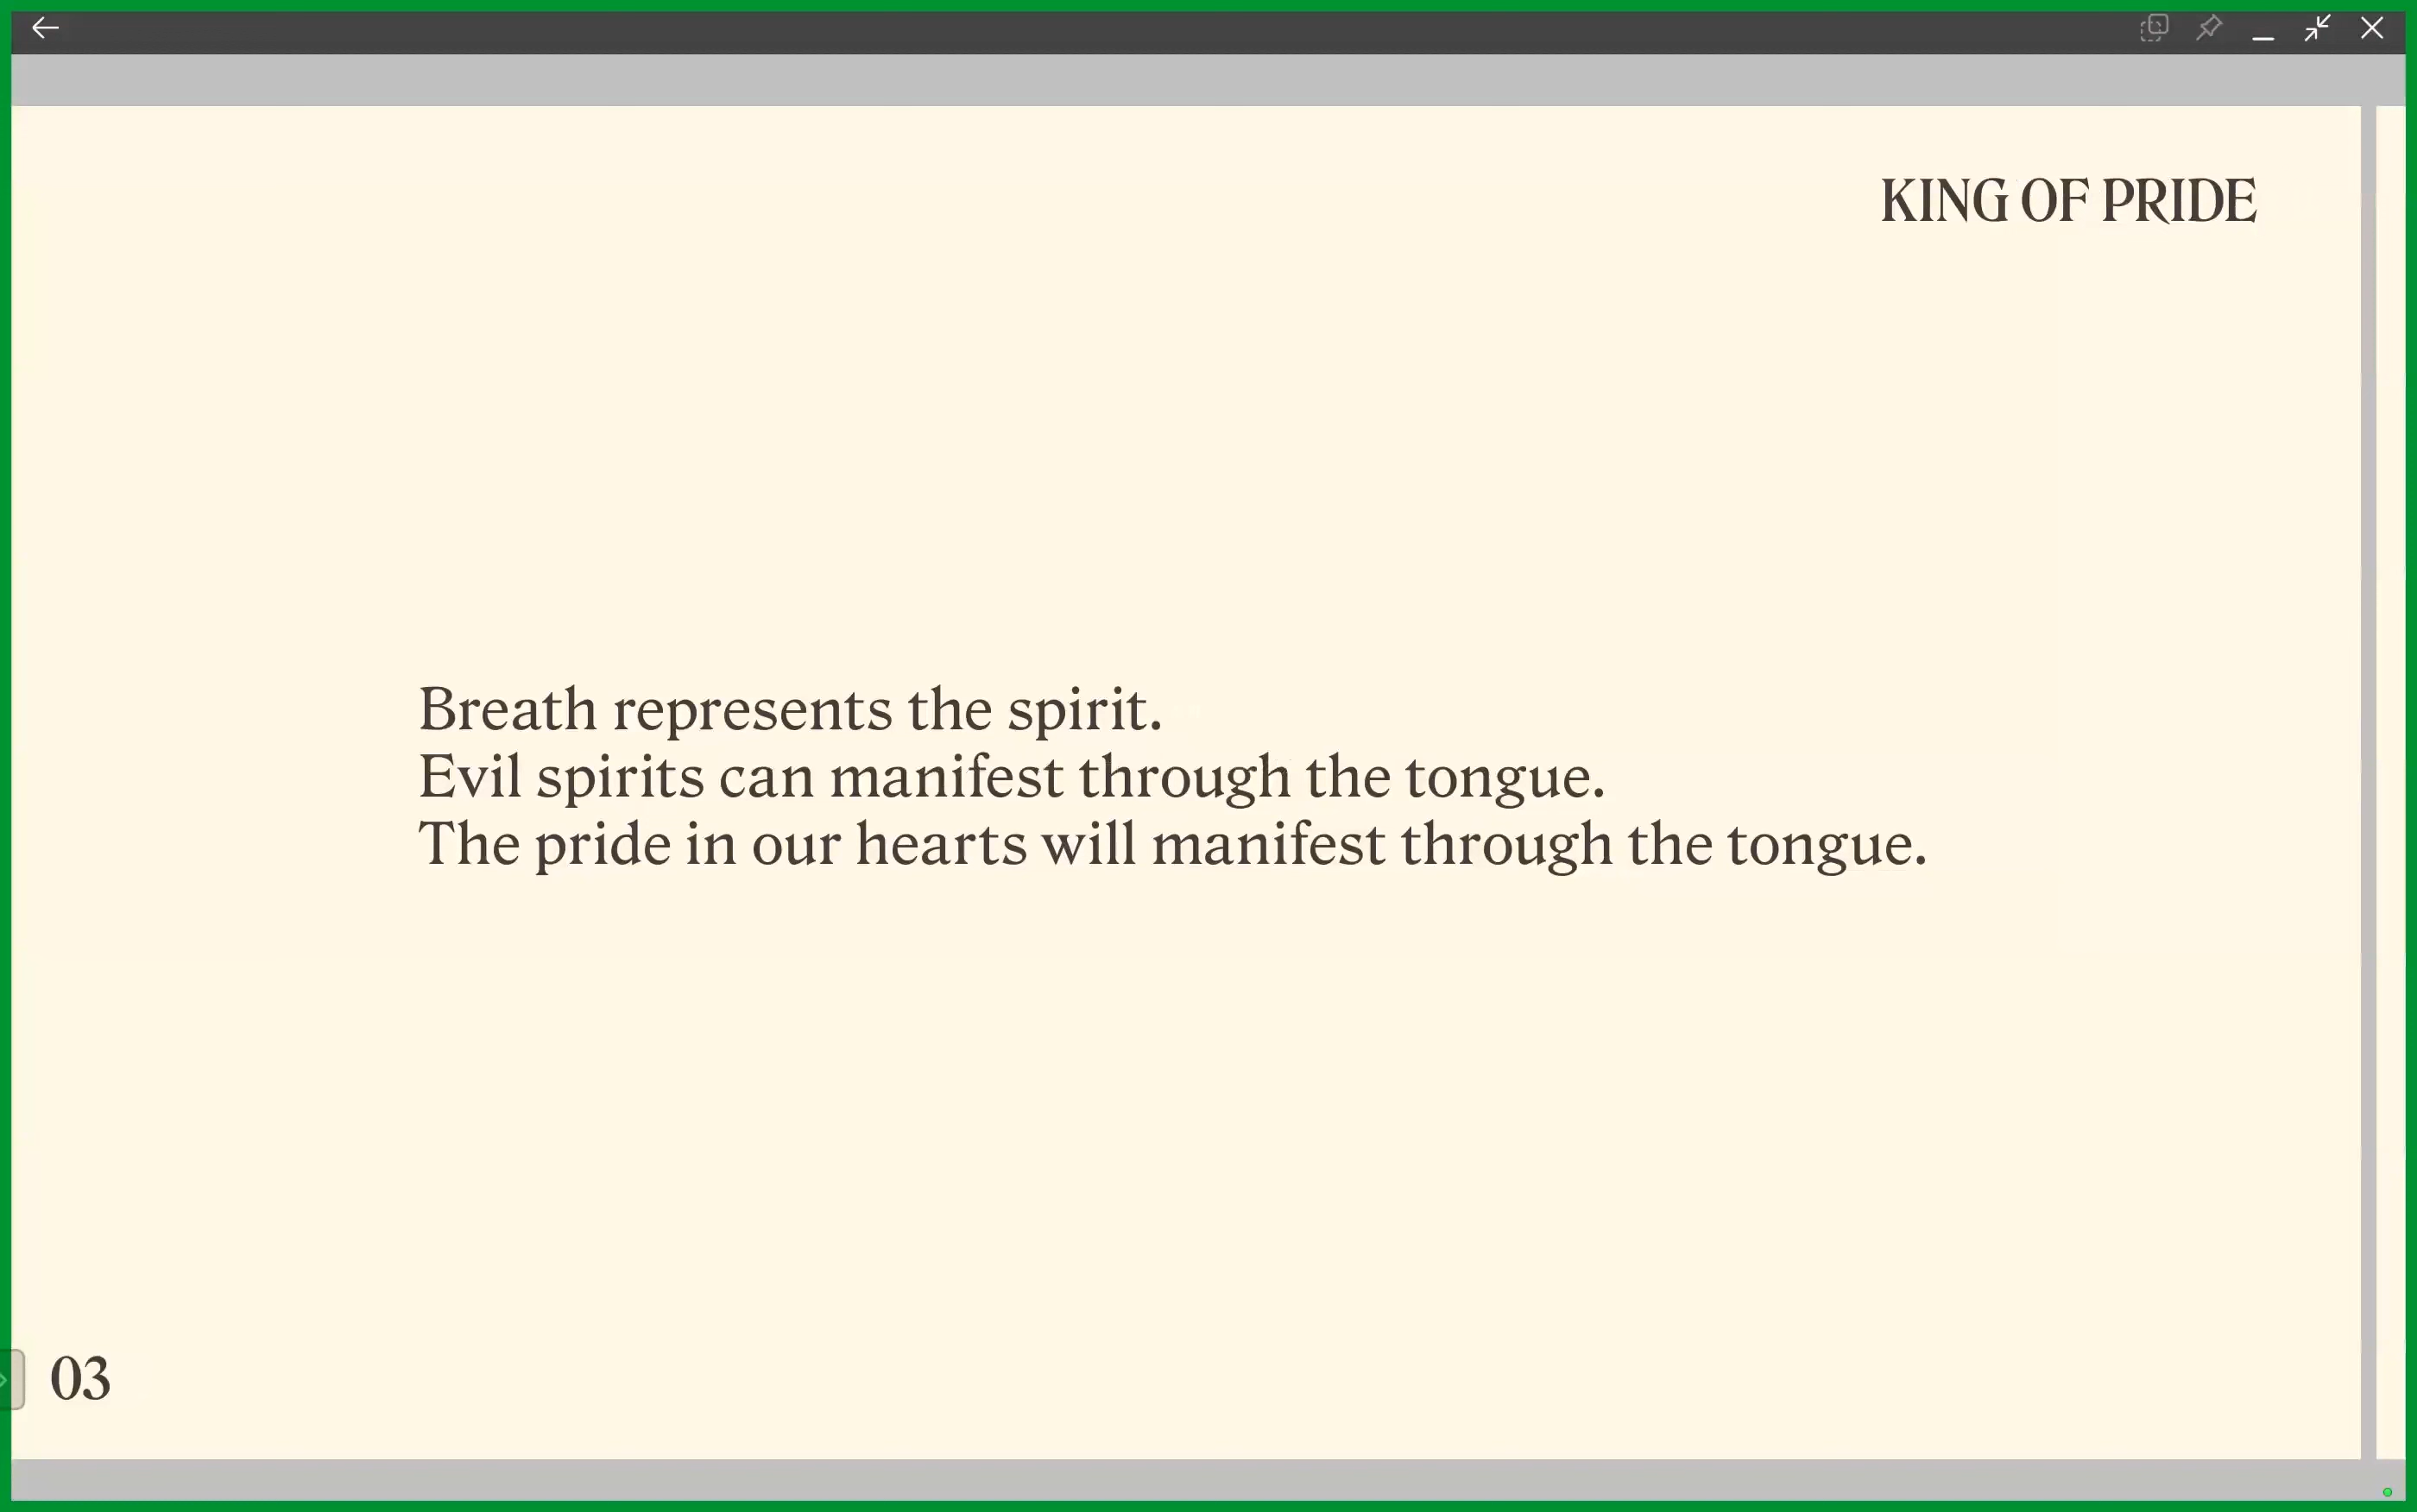 KING OF PRIDE
Breath represents the spirit.
Evil spirits can manifest through the tongue.
The pride in our hearts will manifest through the tongue.
03